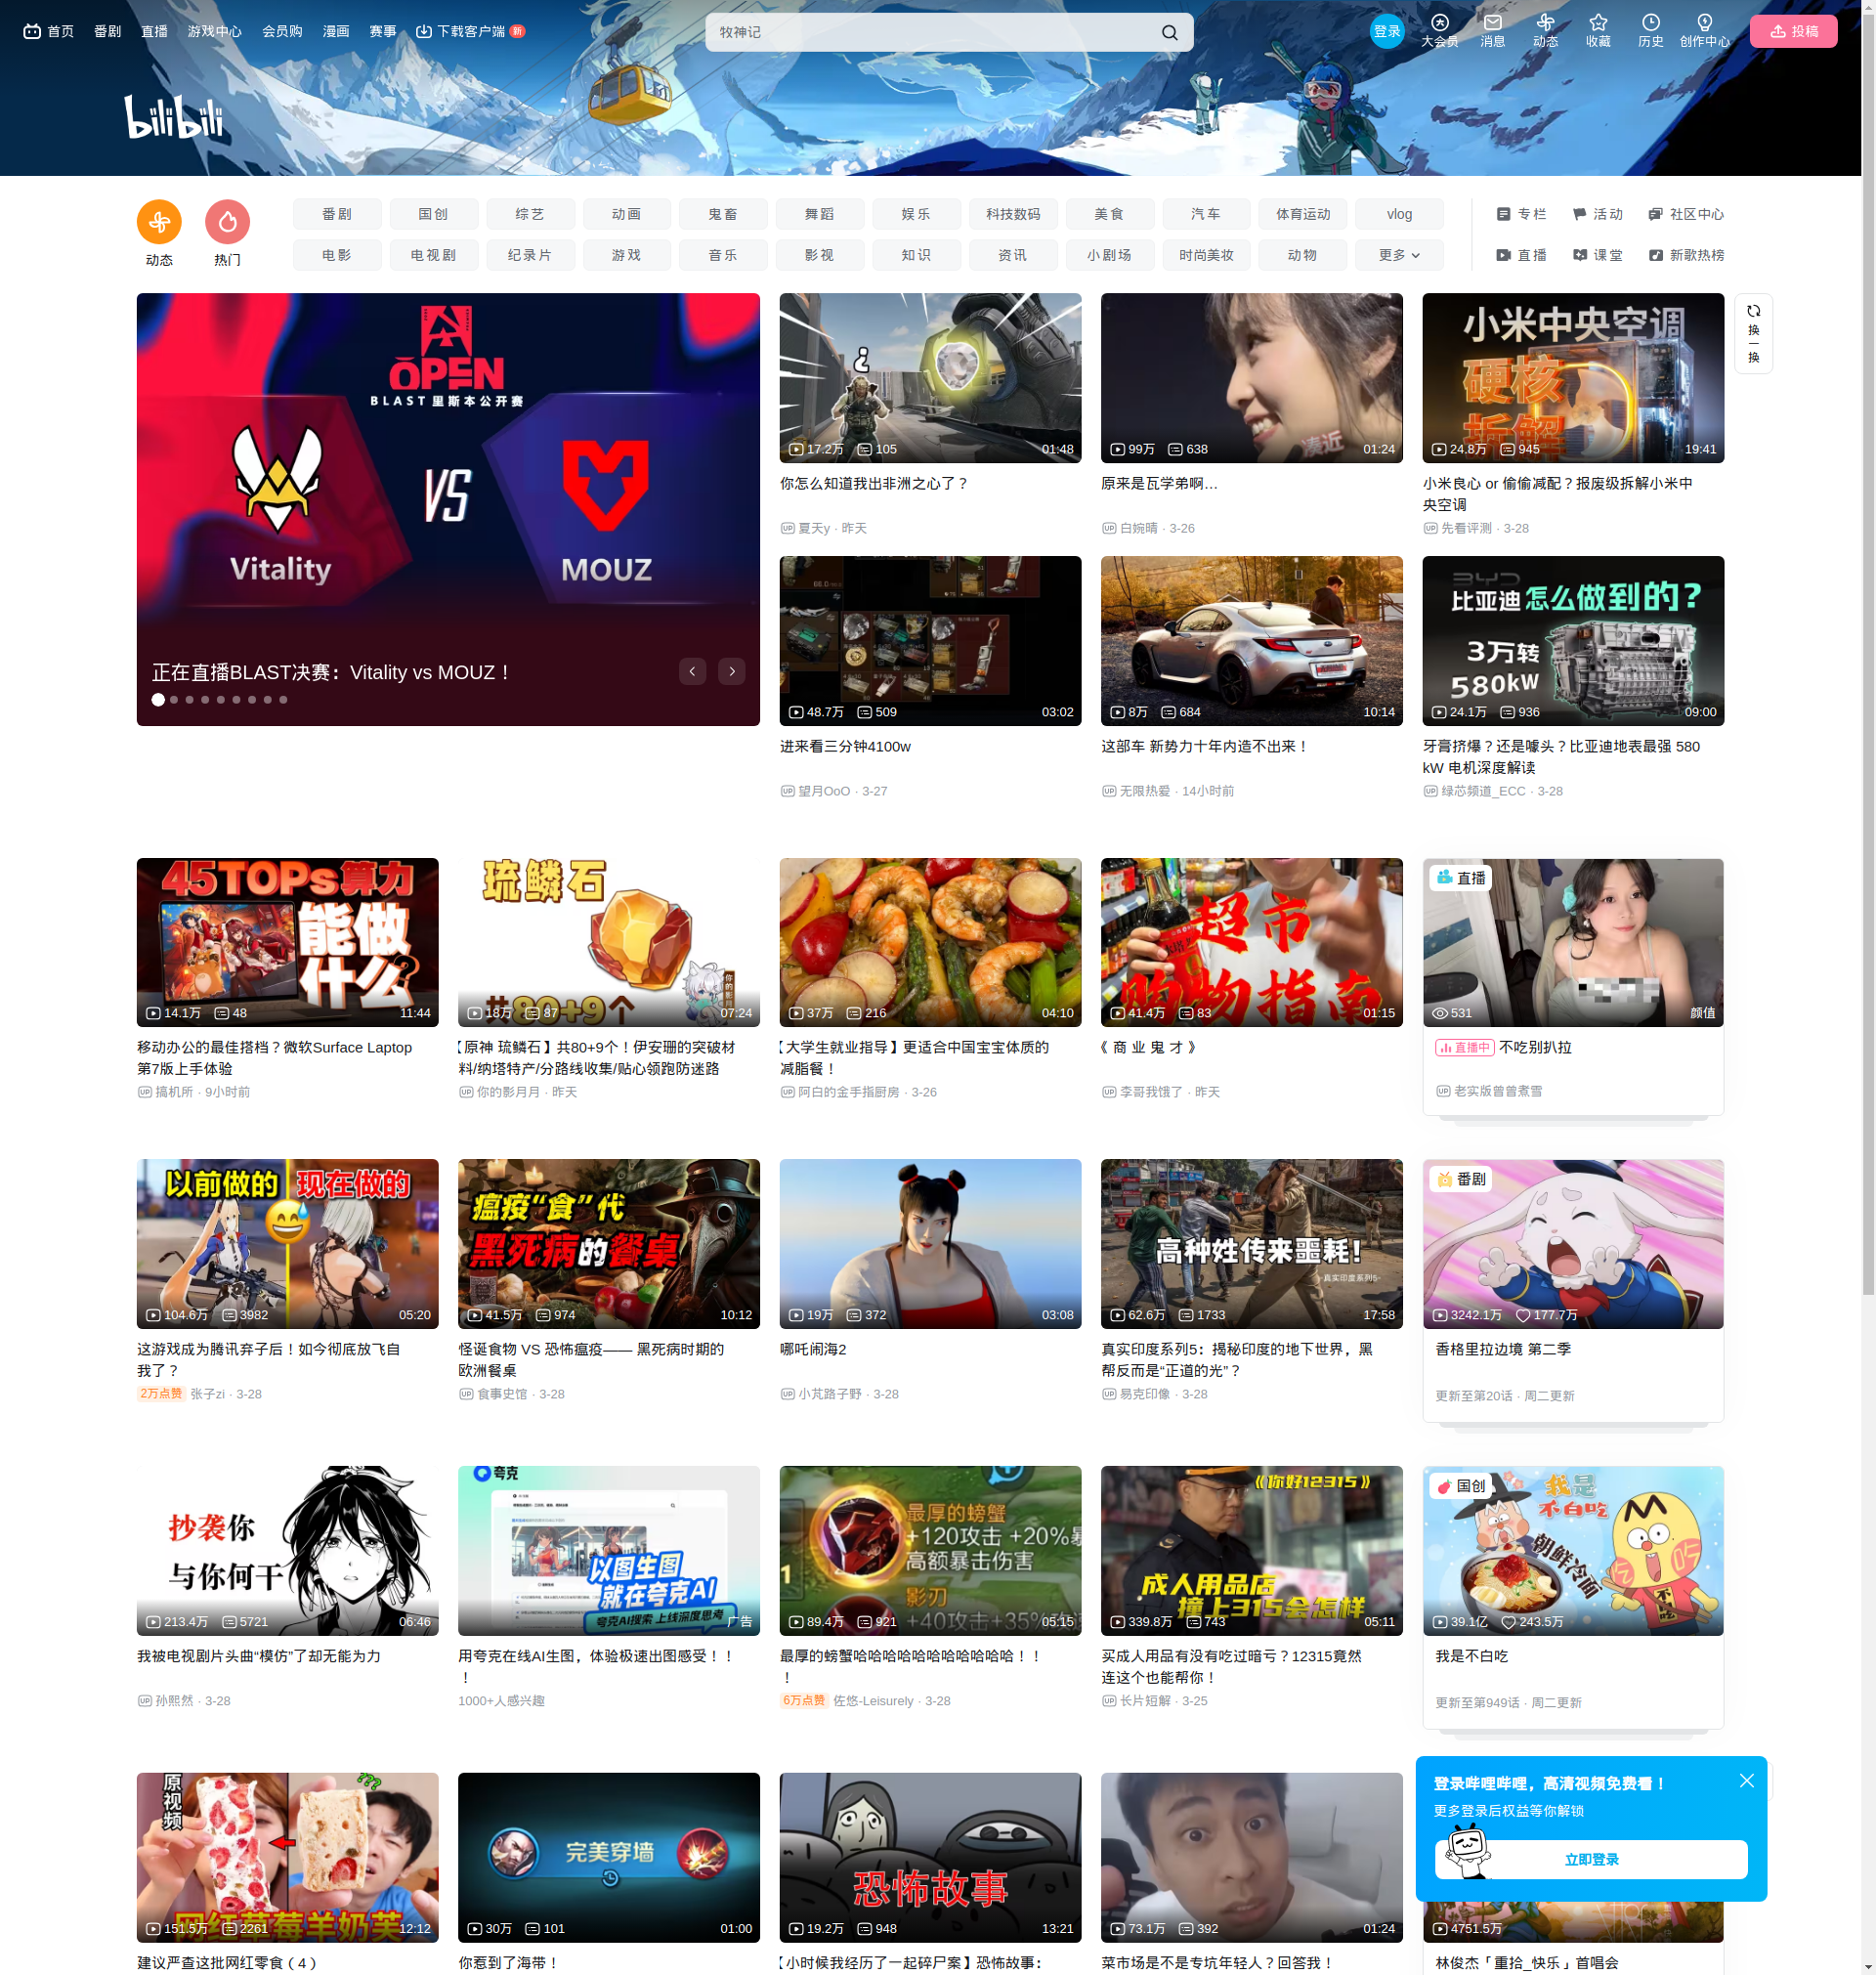 首页 番剧 直播 游戏中心 会员购 漫画 赛事 下载客户端 新
牧神记
登录 大会员 消息 动态 收藏 历史 创作中心 投稿
bilibili
动态 热门
番剧 国创 综艺 动画 鬼畜 舞蹈 娱乐 科技数码 美食 汽车 体育运动 vlog
电影 电视剧 纪录片 游戏 音乐 影视 知识 资讯 小剧场 时尚美妆 动物 更多
专栏 活动 社区中心
直播 课堂 新歌热榜
OPEN
BLAST 里斯本公开赛
VS
Vitality MOUZ
正在直播BLAST决赛：Vitality vs MOUZ！
17.2万 105 01:48
你怎么知道我出非洲之心了？
夏天y · 昨天
凑近
99万 638 01:24
原来是瓦学弟啊…
白婉晴 · 3-26
小米中央空调
硬核
拆解
24.8万 945 19:41
小米良心 or 偷偷减配？报废级拆解小米中
央空调
先看评测 · 3-28
换一换
48.7万 509 03:02
进来看三分钟4100w
望月OoO · 3-27
8万 684 10:14
这部车 新势力十年内造不出来！
无限热爱 · 14小时前
BYD
比亚迪怎么做到的?
3万转
580kW
24.1万 936 09:00
牙膏挤爆？还是噱头？比亚迪地表最强 580
kW 电机深度解读
绿芯频道_ECC · 3-28
45TOPs算力
能做
什么?
14.1万 48 11:44
移动办公的最佳搭档？微软Surface Laptop
第7版上手体验
搞机所 · 9小时前
琉鳞石
共80+9个
你的影月月
18万 87 07:24
【原神 琉鳞石】共80+9个！伊安珊的突破材
料/纳塔特产/分路线收集/贴心领跑防迷路
你的影月月 · 昨天
37万 216 04:10
【大学生就业指导】更适合中国宝宝体质的
减脂餐！
阿白的金手指厨房 · 3-26
超市
购物指南
41.4万 83 01:15
《 商 业 鬼 才 》
李哥我饿了 · 昨天
直播
531 颜值
直播中 不吃别扒拉
老实版曾曾煮雪
以前做的 现在做的
104.6万 3982 05:20
这游戏成为腾讯弃子后！如今彻底放飞自
我了？
2万点赞 张子zi · 3-28
瘟疫“食”代
黑死病的餐桌
41.5万 974 10:12
怪诞食物 VS 恐怖瘟疫—— 黑死病时期的
欧洲餐桌
食事史馆 · 3-28
19万 372 03:08
哪吒闹海2
小芃路子野 · 3-28
高种姓传来噩耗!
-真实印度系列5-
62.6万 1733 17:58
真实印度系列5：揭秘印度的地下世界，黑
帮反而是“正道的光”？
易克印像 · 3-28
番剧
3242.1万 177.7万
香格里拉边境 第二季
更新至第20话 · 周二更新
抄袭你
与你何干
213.4万 5721 06:46
我被电视剧片头曲“模仿”了却无能为力
孙熙然 · 3-28
夸克
以图生图
就在夸克AI
夸克AI搜索 上线深度思考
广告
用夸克在线AI生图，体验极速出图感受！！
！
1000+人感兴趣
最厚的螃蟹
+120攻击 +20%暴
高额暴击伤害
影刃
+40攻击+35%
89.4万 921 05:15
最厚的螃蟹哈哈哈哈哈哈哈哈哈哈哈！！
！
6万点赞 佐悠-Leisurely · 3-28
《你好12315》
成人用品店
撞上315会怎样
339.8万 743 05:11
买成人用品有没有吃过暗亏？12315竟然
连这个也能帮你！
长片短解 · 3-25
国创
我是不白吃
朝鲜冷面
39.1亿 243.5万
我是不白吃
更新至第949话 · 周二更新
原视频
???
网红草莓羊奶芙
151.5万 2261 12:12
建议严查这批网红零食（4）
完美穿墙
30万 101 01:00
你惹到了海带！
恐怖故事
19.2万 948 13:21
【小时候我经历了一起碎尸案】恐怖故事：
73.1万 392 01:24
菜市场是不是专坑年轻人？回答我！
登录哔哩哔哩，高清视频免费看！
更多登录后权益等你解锁
立即登录
4751.5万
林俊杰「重拾_快乐」首唱会